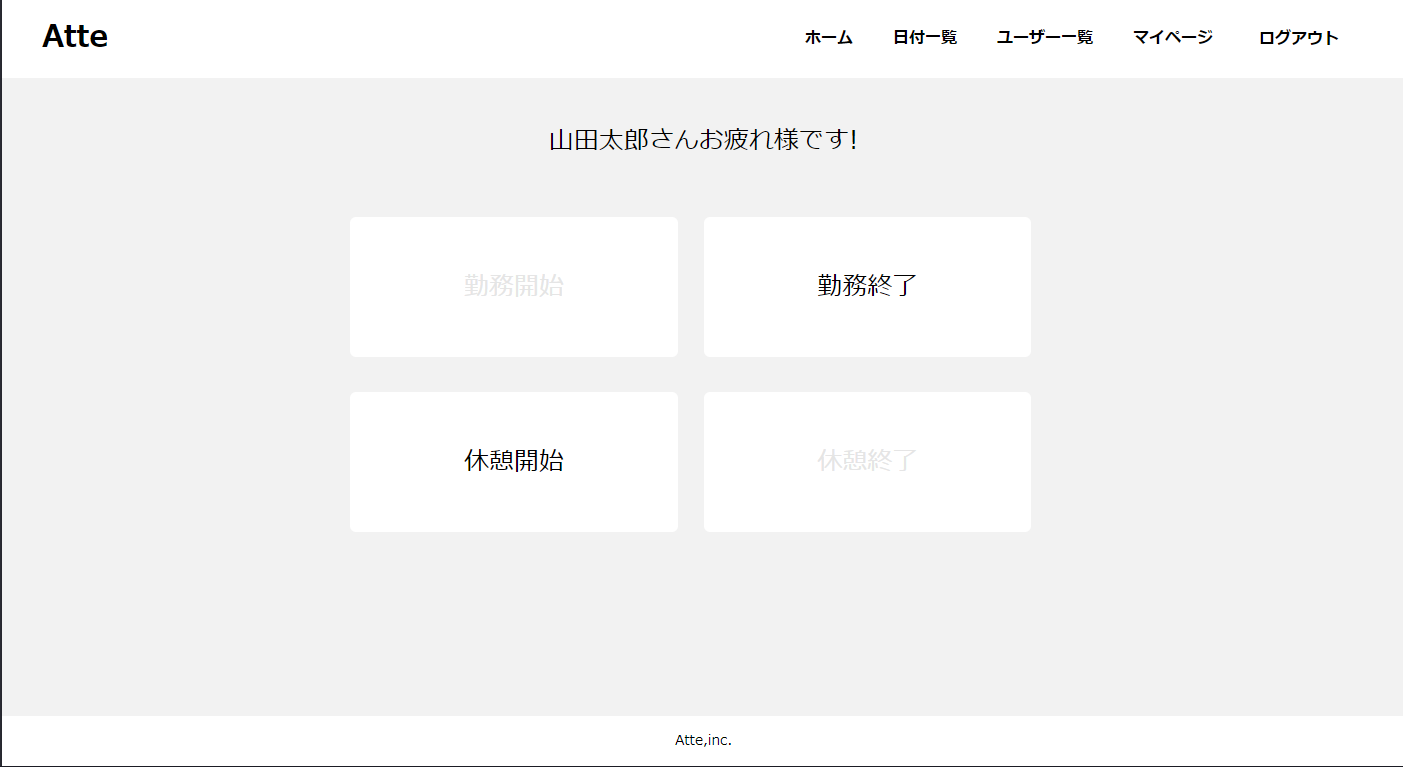 Atte
ホーム 日付一覧 ユーザー一覧 マイページ ログアウト
山田太郎さんお疲れ様です!
勤務開始 勤務終了
休憩開始 休憩終了
Atte,inc.